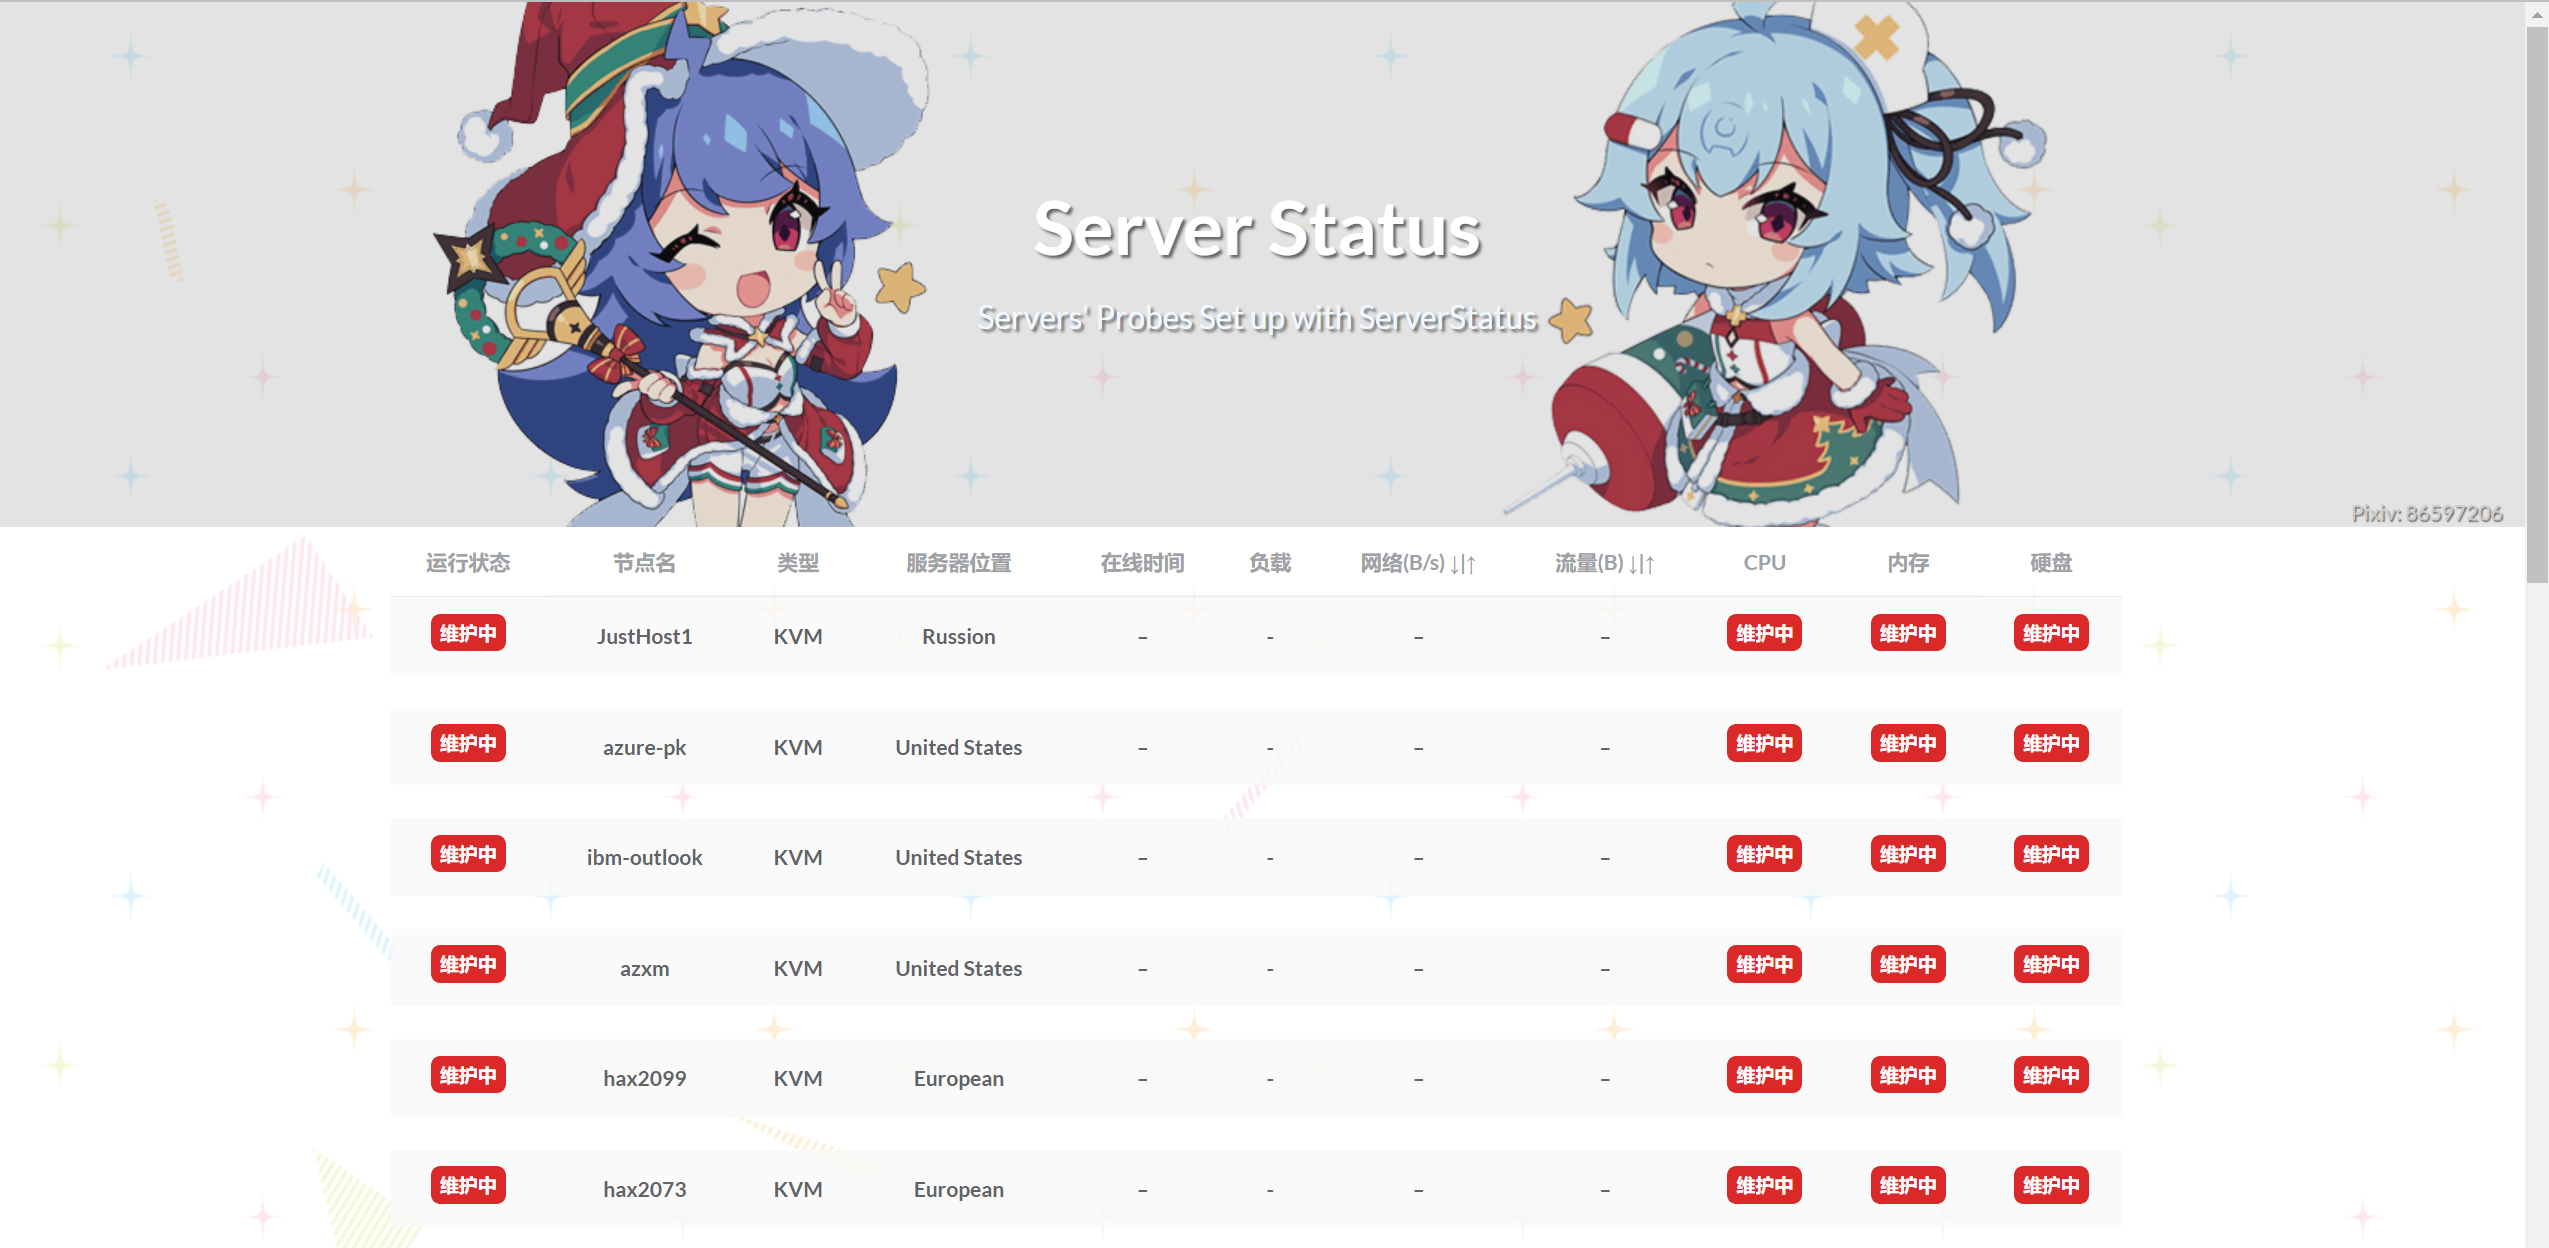 Server Status
Servers' Probes Set up with ServerStatus
Pixiv: 86597206
运行状态 节点名 类型 服务器位置 在线时间 负载 网络(B/s) ↓|↑ 流量(B) ↓|↑ CPU 内存 硬盘
维护中 JustHost1 KVM Russion – - – – 维护中 维护中 维护中
维护中 azure-pk KVM United States – - – – 维护中 维护中 维护中
维护中 ibm-outlook KVM United States – - – – 维护中 维护中 维护中
维护中 azxm KVM United States – - – – 维护中 维护中 维护中
维护中 hax2099 KVM European – - – – 维护中 维护中 维护中
维护中 hax2073 KVM European – - – – 维护中 维护中 维护中